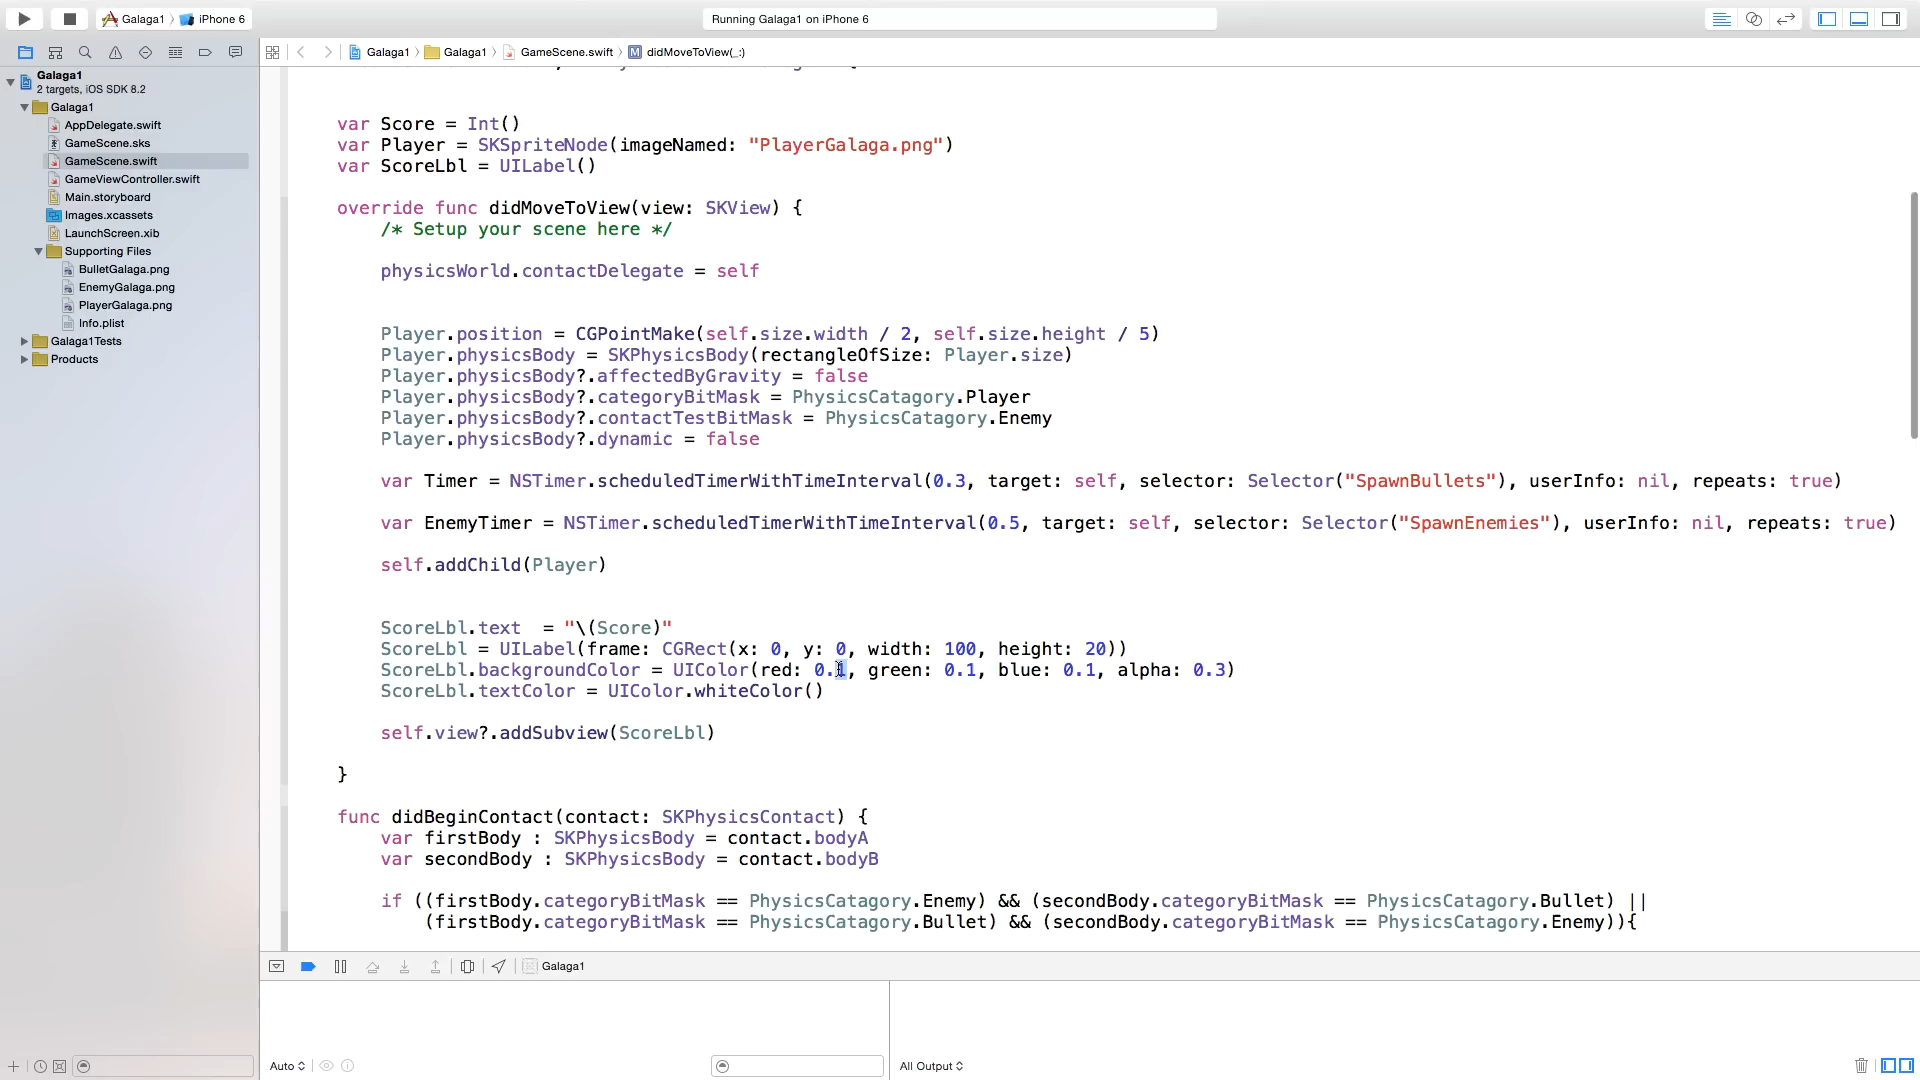 Galaga1 〉 iPhone 6
Running Galaga1 on iPhone 6
Galaga1 〉 Galaga1 〉 GameScene.swift 〉 M didMoveToView(_:)
Galaga1
2 targets, iOS SDK 8.2
Galaga1
AppDelegate.swift
GameScene.sks
GameScene.swift
GameViewController.swift
Main.storyboard
Images.xcassets
LaunchScreen.xib
Supporting Files
BulletGalaga.png
EnemyGalaga.png
PlayerGalaga.png
Info.plist
Galaga1Tests
Products
var Score = Int()
var Player = SKSpriteNode(imageNamed: "PlayerGalaga.png")
var ScoreLbl = UILabel()
override func didMoveToView(view: SKView) {
/* Setup your scene here */
physicsWorld.contactDelegate = self
Player.position = CGPointMake(self.size.width / 2, self.size.height / 5)
Player.physicsBody = SKPhysicsBody(rectangleOfSize: Player.size)
Player.physicsBody?.affectedByGravity = false
Player.physicsBody?.categoryBitMask = PhysicsCatagory.Player
Player.physicsBody?.contactTestBitMask = PhysicsCatagory.Enemy
Player.physicsBody?.dynamic = false
var Timer = NSTimer.scheduledTimerWithTimeInterval(0.3, target: self, selector: Selector("SpawnBullets"), userInfo: nil, repeats: true)
var EnemyTimer = NSTimer.scheduledTimerWithTimeInterval(0.5, target: self, selector: Selector("SpawnEnemies"), userInfo: nil, repeats: true)
self.addChild(Player)
ScoreLbl.text  = "\(Score)"
ScoreLbl = UILabel(frame: CGRect(x: 0, y: 0, width: 100, height: 20))
ScoreLbl.backgroundColor = UIColor(red: 0.1, green: 0.1, blue: 0.1, alpha: 0.3)
ScoreLbl.textColor = UIColor.whiteColor()
self.view?.addSubview(ScoreLbl)
}
func didBeginContact(contact: SKPhysicsContact) {
var firstBody : SKPhysicsBody = contact.bodyA
var secondBody : SKPhysicsBody = contact.bodyB
if ((firstBody.categoryBitMask == PhysicsCatagory.Enemy) && (secondBody.categoryBitMask == PhysicsCatagory.Bullet) ||
(firstBody.categoryBitMask == PhysicsCatagory.Bullet) && (secondBody.categoryBitMask == PhysicsCatagory.Enemy)){
Galaga1
Auto
All Output